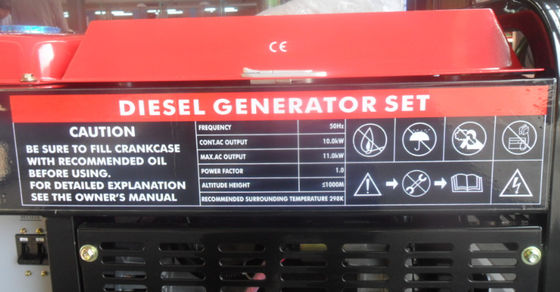 CE
DIESEL GENERATOR SET
CAUTION
BE SURE TO FILL CRANKCASE
WITH RECOMMENDED OIL
BEFORE USING.
FOR DETAILED EXPLANATION
SEE THE OWNER'S MANUAL
FREQUENCY 50Hz
CONT.AC OUTPUT 10.0kW
MAX.AC OUTPUT 11.0kW
POWER FACTOR 1.0
ALTITUDE HEIGHT ≤1000M
RECOMMENDED SURROUNDING TEMPERATURE 298K